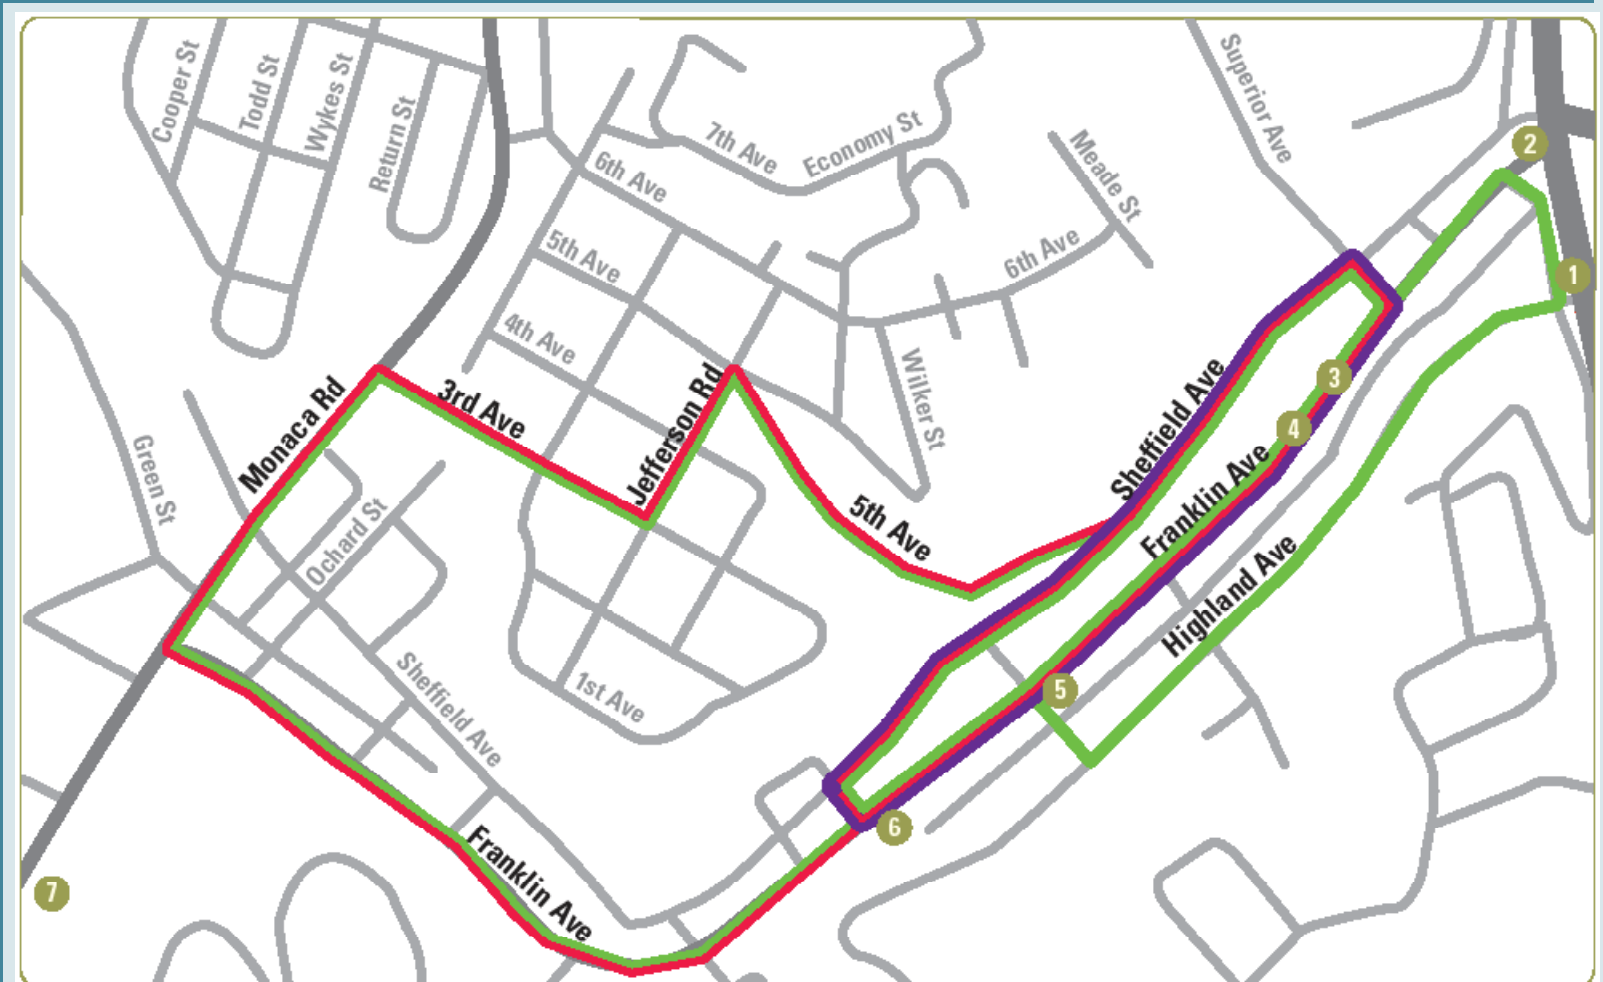 Cooper St
Todd St
Wykes St
Return St
7th Ave
Economy St
Superior Ave
Meade St
2
6th Ave
5th Ave
6th Ave
1
4th Ave
Wilker St
Sheffield Ave
3
Monaca Rd
3rd Ave
Jefferson Rd
4
Green St
Ochard St
5th Ave
Franklin Ave
Highland Ave
Sheffield Ave
1st Ave
5
6
Franklin Ave
7